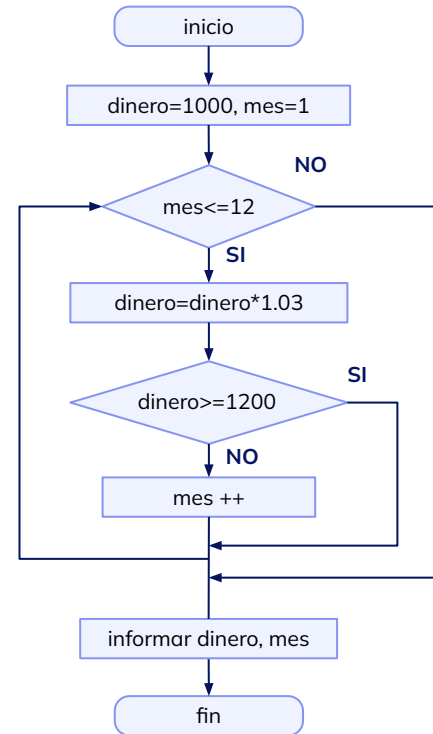 inicio
dinero=1000, mes=1
NO
mes<=12
SI
dinero=dinero*1.03
SI
dinero>=1200
NO
mes ++
informar dinero, mes
fin